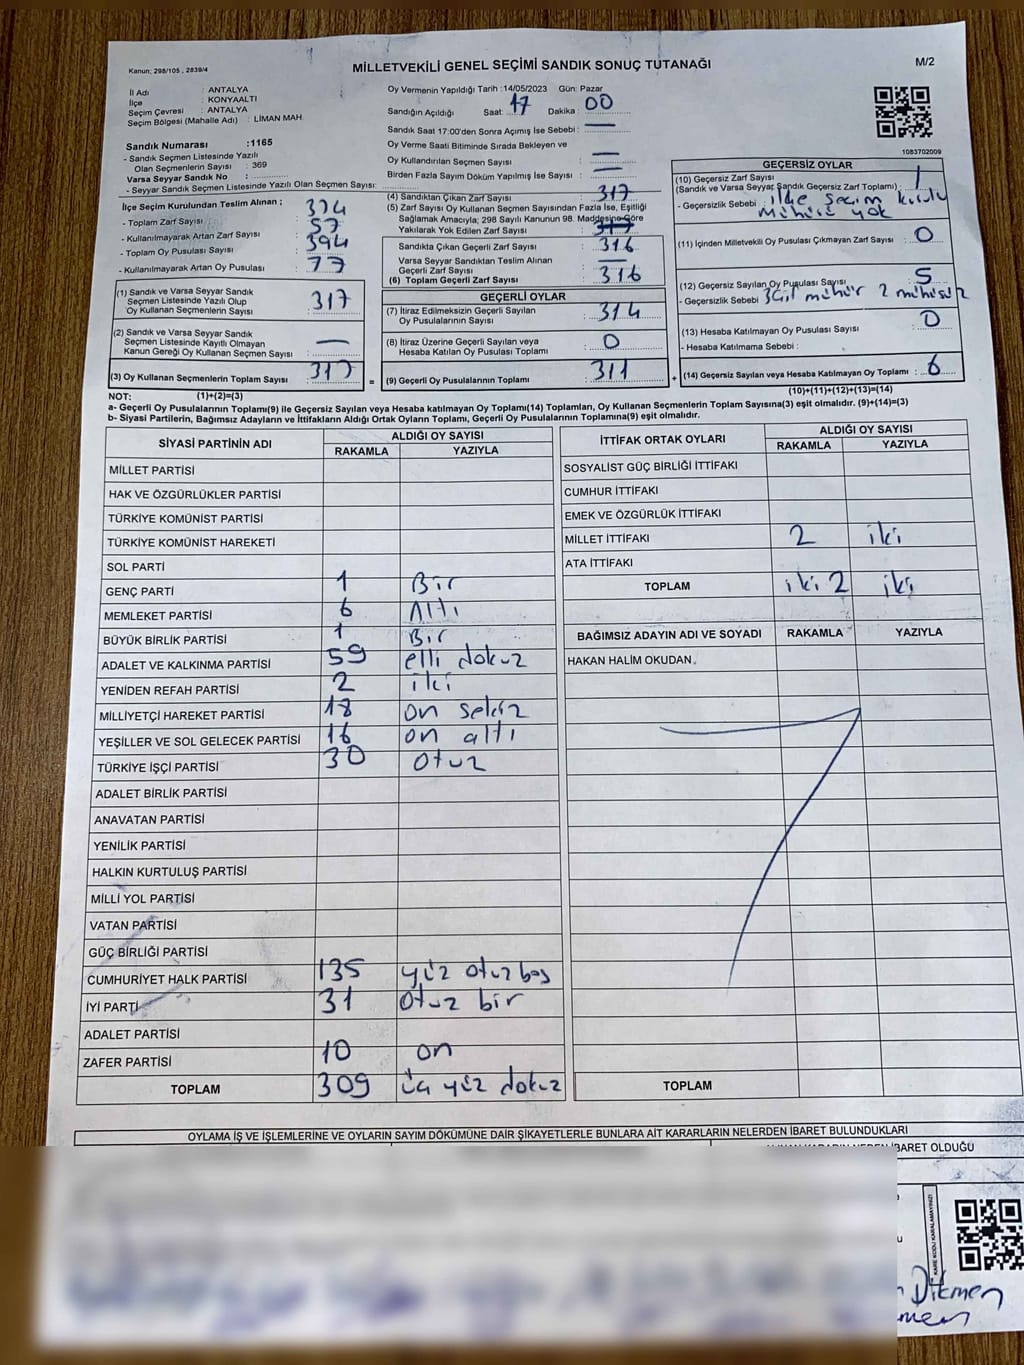 Kanun; 298/105 , 2839/4
MİLLETVEKİLİ GENEL SEÇİMİ SANDIK SONUÇ TUTANAĞI
M/2
İl Adı : ANTALYA
İlçe : KONYAALTI
Seçim Çevresi : ANTALYA
Seçim Bölgesi (Mahalle Adı) : LİMAN MAH.
Sandık Numarası :1165
- Sandık Seçmen Listesinde Yazılı
Olan Seçmenlerin Sayısı : 369
Varsa Seyyar Sandık No :
- Seyyar Sandık Seçmen Listesinde Yazılı Olan Seçmen Sayısı:
Oy Vermenin Yapıldığı Tarih :14/05/2023 Gün: Pazar
Sandığın Açıldığı Saat: 17 Dakika : 00
Sandık Saat 17:00'den Sonra Açımış İse Sebebi : —
Oy Verme Saati Bitiminde Sırada Bekleyen ve
Oy Kullandırılan Seçmen Sayısı : —
Birden Fazla Sayım Döküm Yapılmış İse Sayısı : —
1083702009
İlçe Seçim Kurulundan Teslim Alınan ;
- Toplam Zarf Sayısı : 374
- Kullanılmayarak Artan Zarf Sayısı : 57
- Toplam Oy Pusulası Sayısı : 394
- Kullanılmayarak Artan Oy Pusulası : 77
(1) Sandık ve Varsa Seyyar Sandık
Seçmen Listesinde Yazılı Olup
Oy Kullanan Seçmenlerin Sayısı : 317
(2) Sandık ve Varsa Seyyar Sandık
Seçmen Listesinde Kayıtlı Olmayan
Kanun Gereği Oy Kullanan Seçmen Sayısı : —
(3) Oy Kullanan Seçmenlerin Toplam Sayısı : 317
(4) Sandıktan Çıkan Zarf Sayısı : 317
(5) Zarf Sayısı Oy Kullanan Seçmen Sayısından Fazla İse, Eşitliği
Sağlamak Amacıyla; 298 Sayılı Kanunun 98. Maddesine Göre
Yakılarak Yok Edilen Zarf Sayısı : 317
Sandıkta Çıkan Geçerli Zarf Sayısı : 316
Varsa Seyyar Sandıktan Teslim Alınan
Geçerli Zarf Sayısı : —
(6) Toplam Geçerli Zarf Sayısı : 316
GEÇERLİ OYLAR
(7) İtiraz Edilmeksizin Geçerli Sayılan
Oy Pusulalarının Sayısı : 314
(8) İtiraz Üzerine Geçerli Sayılan veya
Hesaba Katılan Oy Pusulası Toplamı : 0
= (9) Geçerli Oy Pusulalarının Toplamı : 311
GEÇERSİZ OYLAR
(10) Geçersiz Zarf Sayısı : 1
(Sandık ve Varsa Seyyar Sandık Geçersiz Zarf Toplamı)
- Geçersizlik Sebebi : ilçe seçim kurulu
mührü yok
(11) İçinden Milletvekili Oy Pusulası Çıkmayan Zarf Sayısı : 0
(12) Geçersiz Sayılan Oy Pusulası Sayısı : 5
- Geçersizlik Sebebi : 3 çift mühür 2 mühürsüz
(13) Hesaba Katılmayan Oy Pusulası Sayısı : 0
- Hesaba Katılmama Sebebi :
+ (14) Geçersiz Sayılan veya Hesaba Katılmayan Oy Toplamı : 6
NOT: (1)+(2)=(3)
(10)+(11)+(12)+(13)=(14)
a- Geçerli Oy Pusulalarının Toplamı(9) ile Geçersiz Sayılan veya Hesaba katılmayan Oy Toplamı(14) Toplamları, Oy Kullanan Seçmenlerin Toplam Sayısına(3) eşit olmalıdır. (9)+(14)=(3)
b- Siyasi Partilerin, Bağımsız Adayların ve İttifakların Aldığı Ortak Oyların Toplamı, Geçerli Oy Pusulalarının Toplamına(9) eşit olmalıdır.
SİYASİ PARTİNİN ADI
ALDIĞI OY SAYISI
RAKAMLA YAZIYLA
MİLLET PARTİSİ
HAK VE ÖZGÜRLÜKLER PARTİSİ
TÜRKİYE KOMÜNİST PARTİSİ
TÜRKİYE KOMÜNİST HAREKETİ
SOL PARTİ
GENÇ PARTİ 1 Bir
MEMLEKET PARTİSİ 6 Altı
BÜYÜK BİRLİK PARTİSİ 1 Bir
ADALET VE KALKINMA PARTİSİ 59 elli dokuz
YENİDEN REFAH PARTİSİ 2 iki
MİLLİYETÇİ HAREKET PARTİSİ 18 on sekiz
YEŞİLLER VE SOL GELECEK PARTİSİ 16 on altı
TÜRKİYE İŞÇİ PARTİSİ 30 otuz
ADALET BİRLİK PARTİSİ
ANAVATAN PARTİSİ
YENİLİK PARTİSİ
HALKIN KURTULUŞ PARTİSİ
MİLLİ YOL PARTİSİ
VATAN PARTİSİ
GÜÇ BİRLİĞİ PARTİSİ
CUMHURİYET HALK PARTİSİ 135 yüz otuz beş
İYİ PARTİ 31 otuz bir
ADALET PARTİSİ
ZAFER PARTİSİ 10 on
TOPLAM 309 üç yüz dokuz
İTTİFAK ORTAK OYLARI
ALDIĞI OY SAYISI
RAKAMLA YAZIYLA
SOSYALİST GÜÇ BİRLİĞİ İTTİFAKI
CUMHUR İTTİFAKI
EMEK VE ÖZGÜRLÜK İTTİFAKI
MİLLET İTTİFAKI 2 iki
ATA İTTİFAKI
TOPLAM iki 2 iki
BAĞIMSIZ ADAYIN ADI VE SOYADI RAKAMLA YAZIYLA
HAKAN HALİM OKUDAN
TOPLAM
OYLAMA İŞ VE İŞLEMLERİNE VE OYLARIN SAYIM DÖKÜMÜNE DAİR ŞİKAYETLERLE BUNLARA AİT KARARLARIN NELERDEN İBARET BULUNDUKLARI
İBARET OLDUĞU
KARE KODU KARALAMAYINIZ!
Dikmen